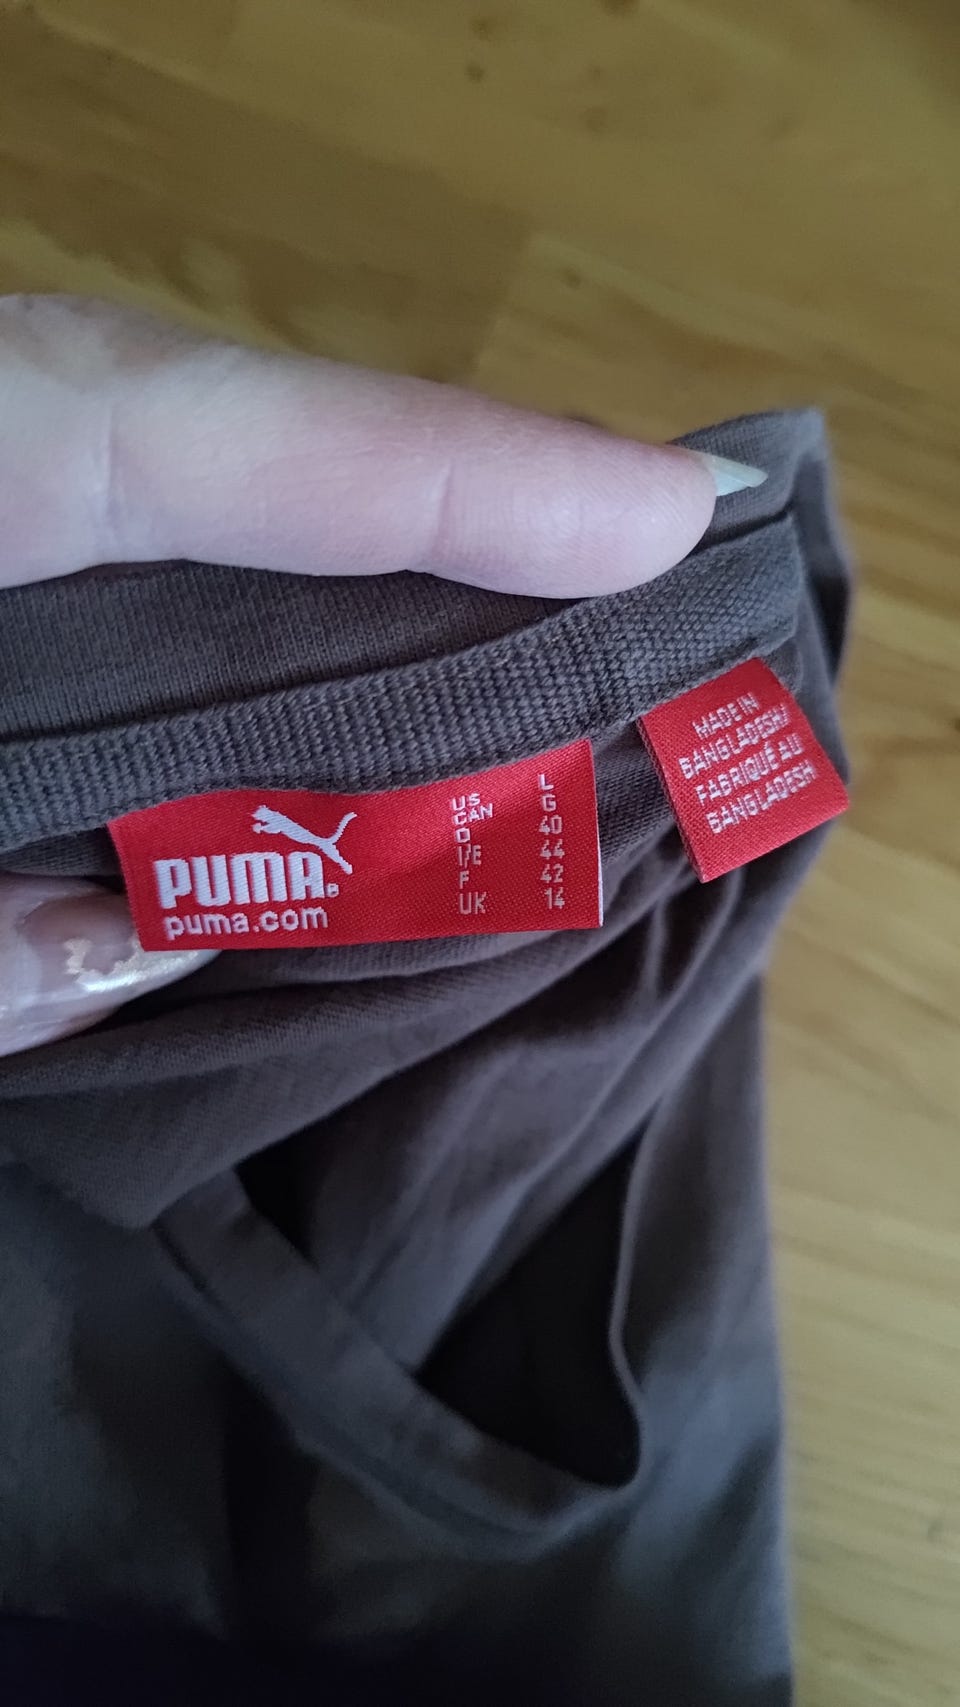 PUMA®
puma.com
US L
CAN G
D 40
I/E 44
F 42
UK 14
MADE IN
BANGLADESH/
FABRIQUÉ AU
BANGLADESH